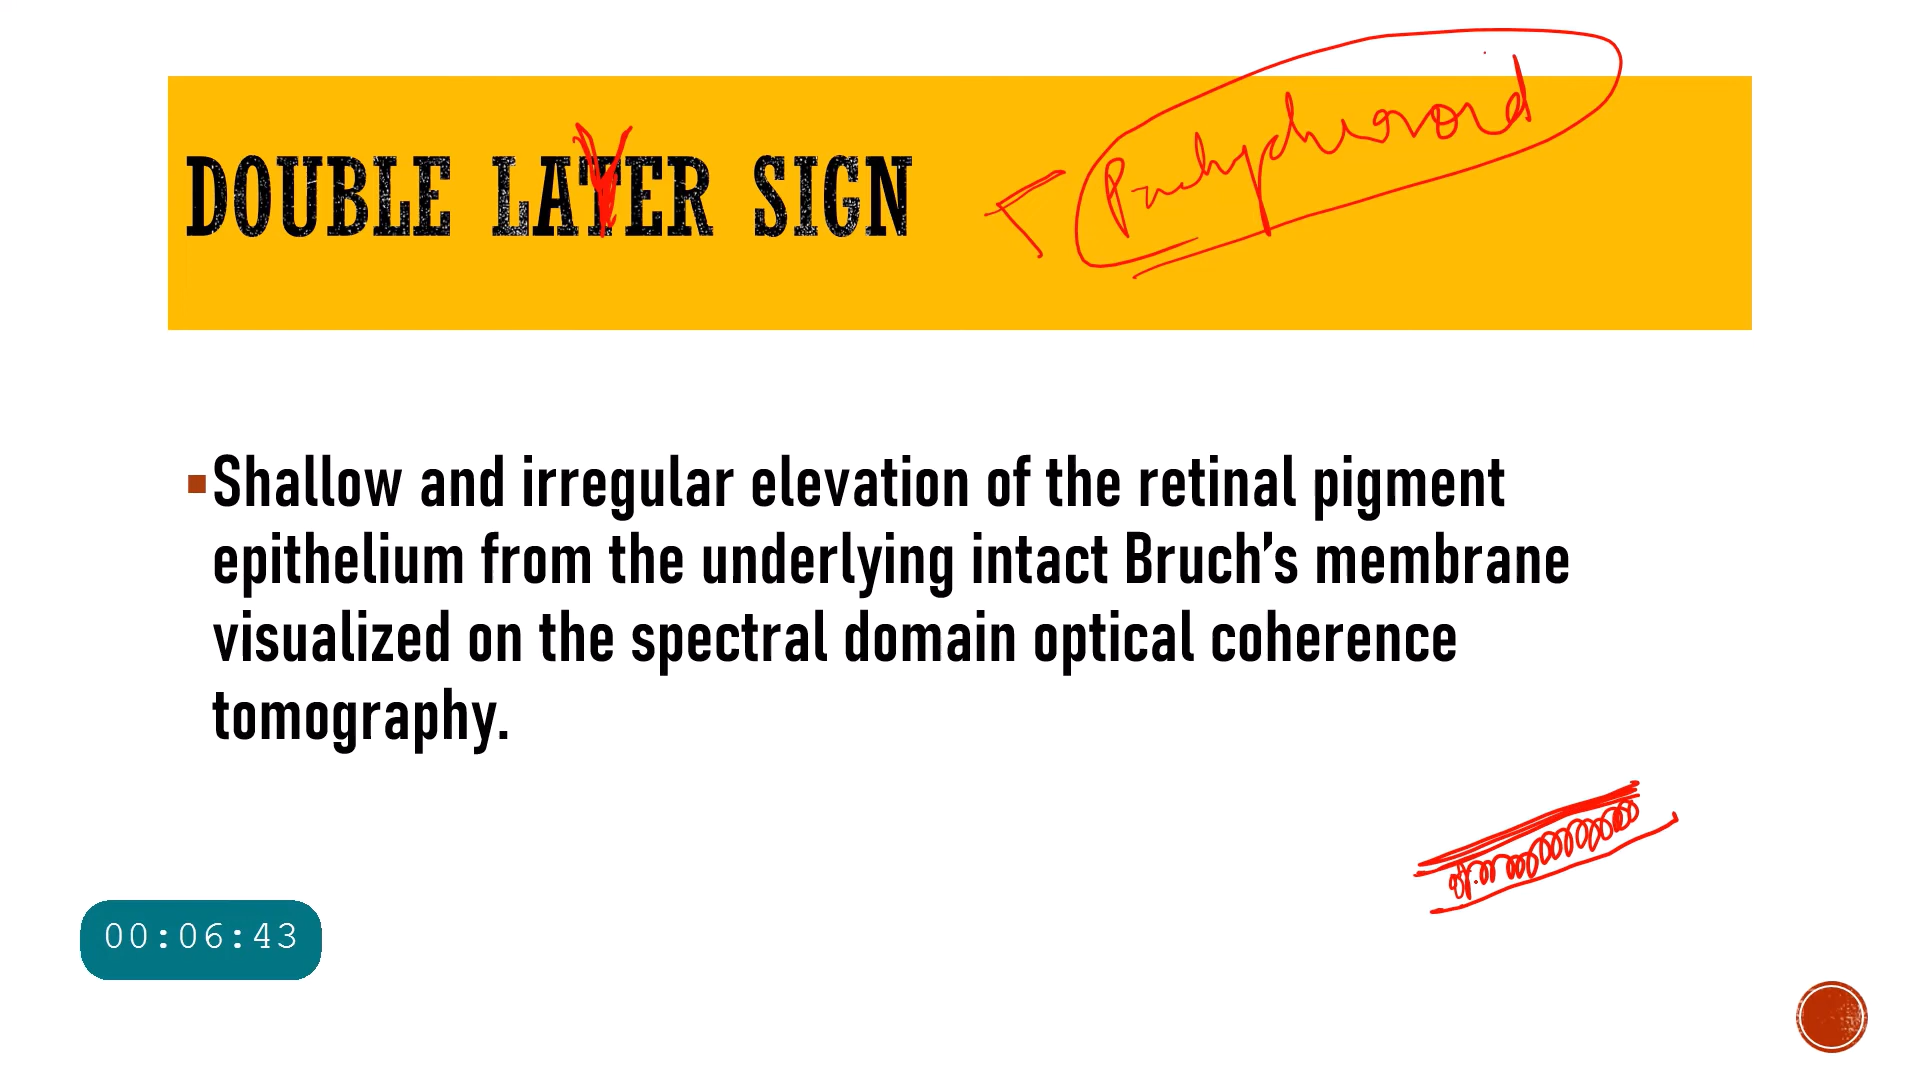 DOUBLE LAYER SIGN
Pachychoroid
▪Shallow and irregular elevation of the retinal pigment
epithelium from the underlying intact Bruch’s membrane
visualized on the spectral domain optical coherence
tomography.
00:06:43